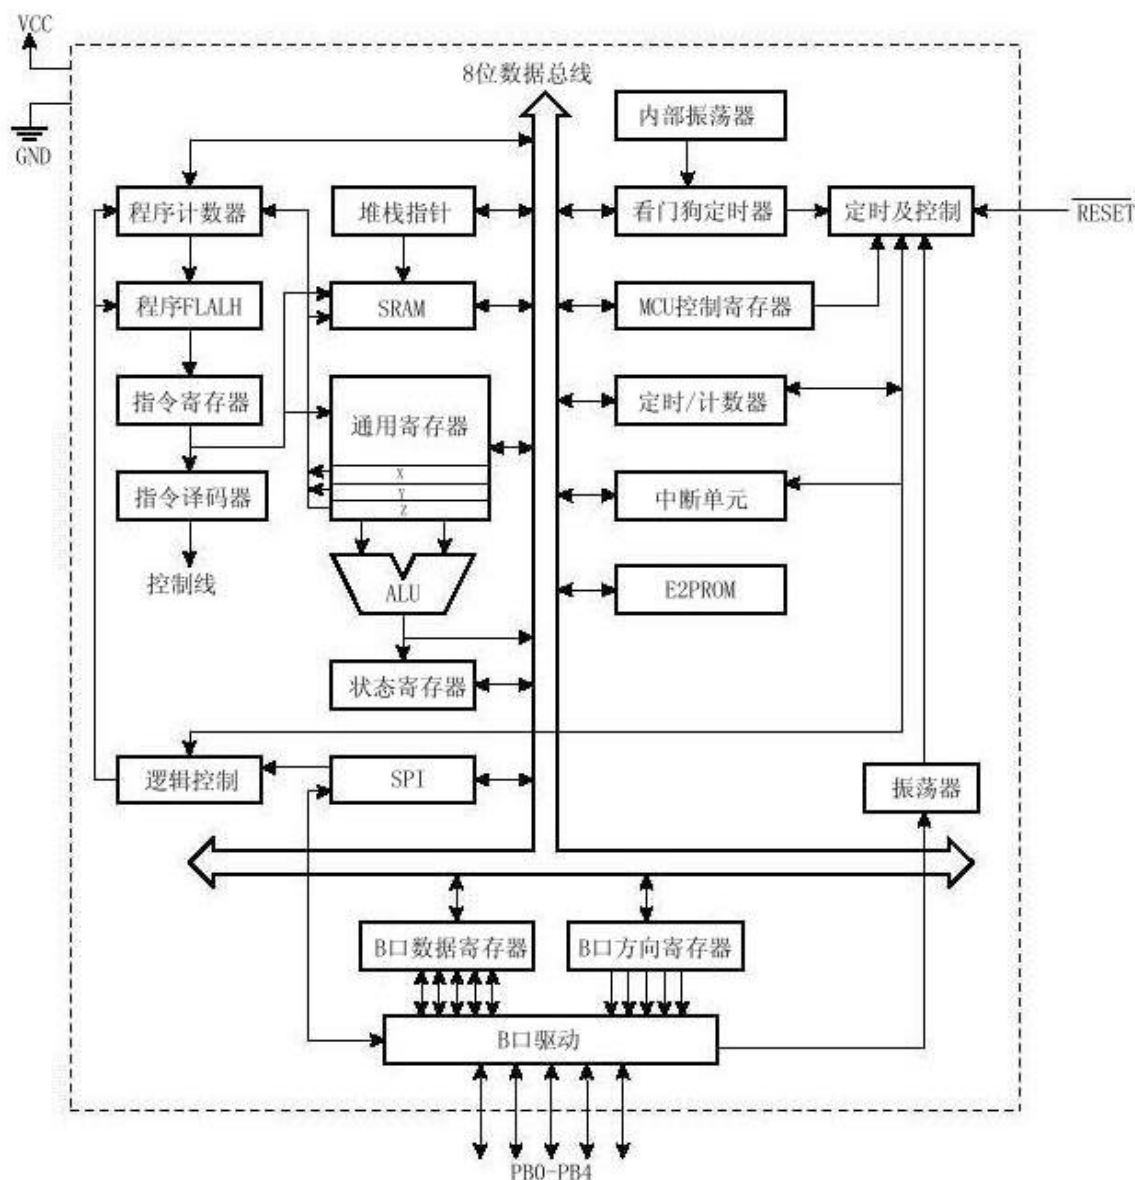 VCC
8位数据总线
内部振荡器
GND
程序计数器
堆栈指针
看门狗定时器
定时及控制
RESET
程序FLALH
SRAM
MCU控制寄存器
指令寄存器
通用寄存器
定时/计数器
X
Y
Z
指令译码器
中断单元
控制线
ALU
E2PROM
状态寄存器
逻辑控制
SPI
振荡器
B口数据寄存器
B口方向寄存器
B口驱动
PB0-PB4